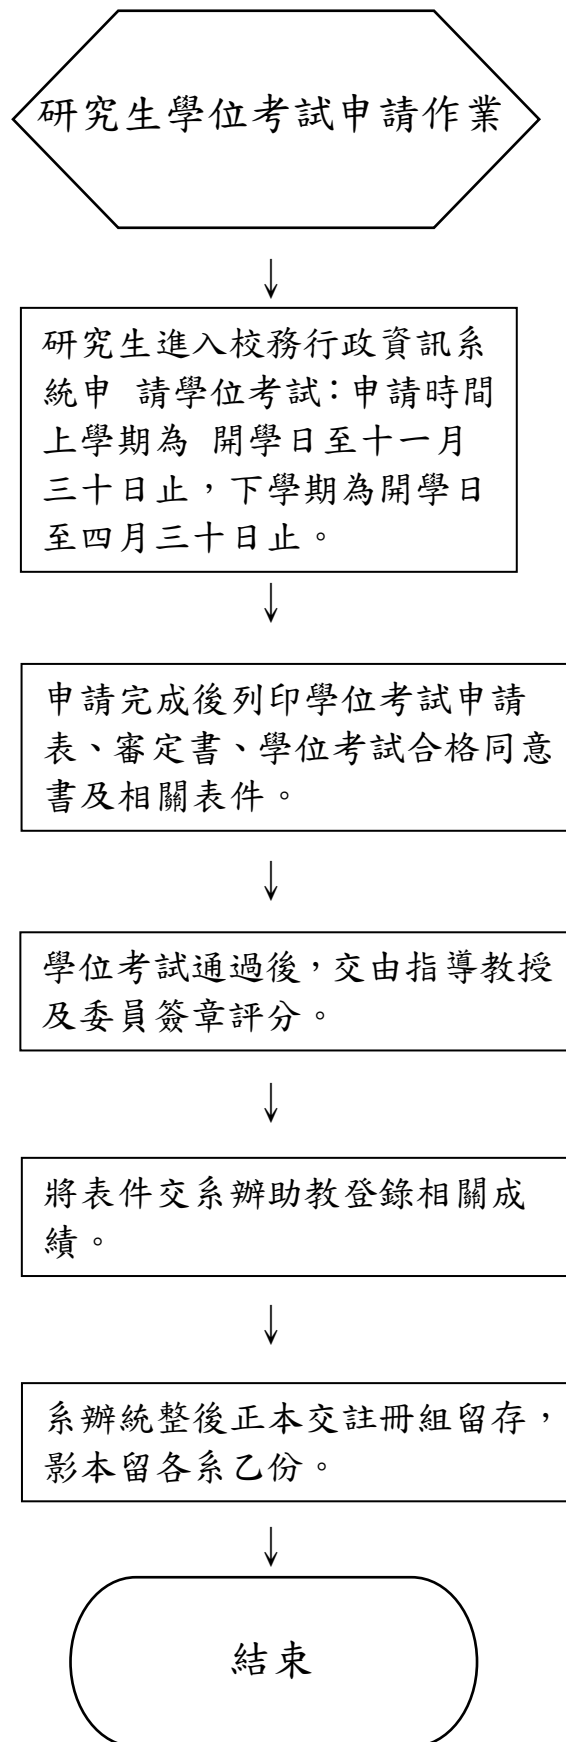 研究生學位考試申請作業
↓
研究生進入校務行政資訊系
統申 請學位考試：申請時間
上學期為 開學日至十一月
三十日止，下學期為開學日
至四月三十日止。
↓
申請完成後列印學位考試申請
表、審定書、學位考試合格同意
書及相關表件。
↓
學位考試通過後，交由指導教授
及委員簽章評分。
↓
將表件交系辦助教登錄相關成
績。
↓
系辦統整後正本交註冊組留存，
影本留各系乙份。
↓
結束